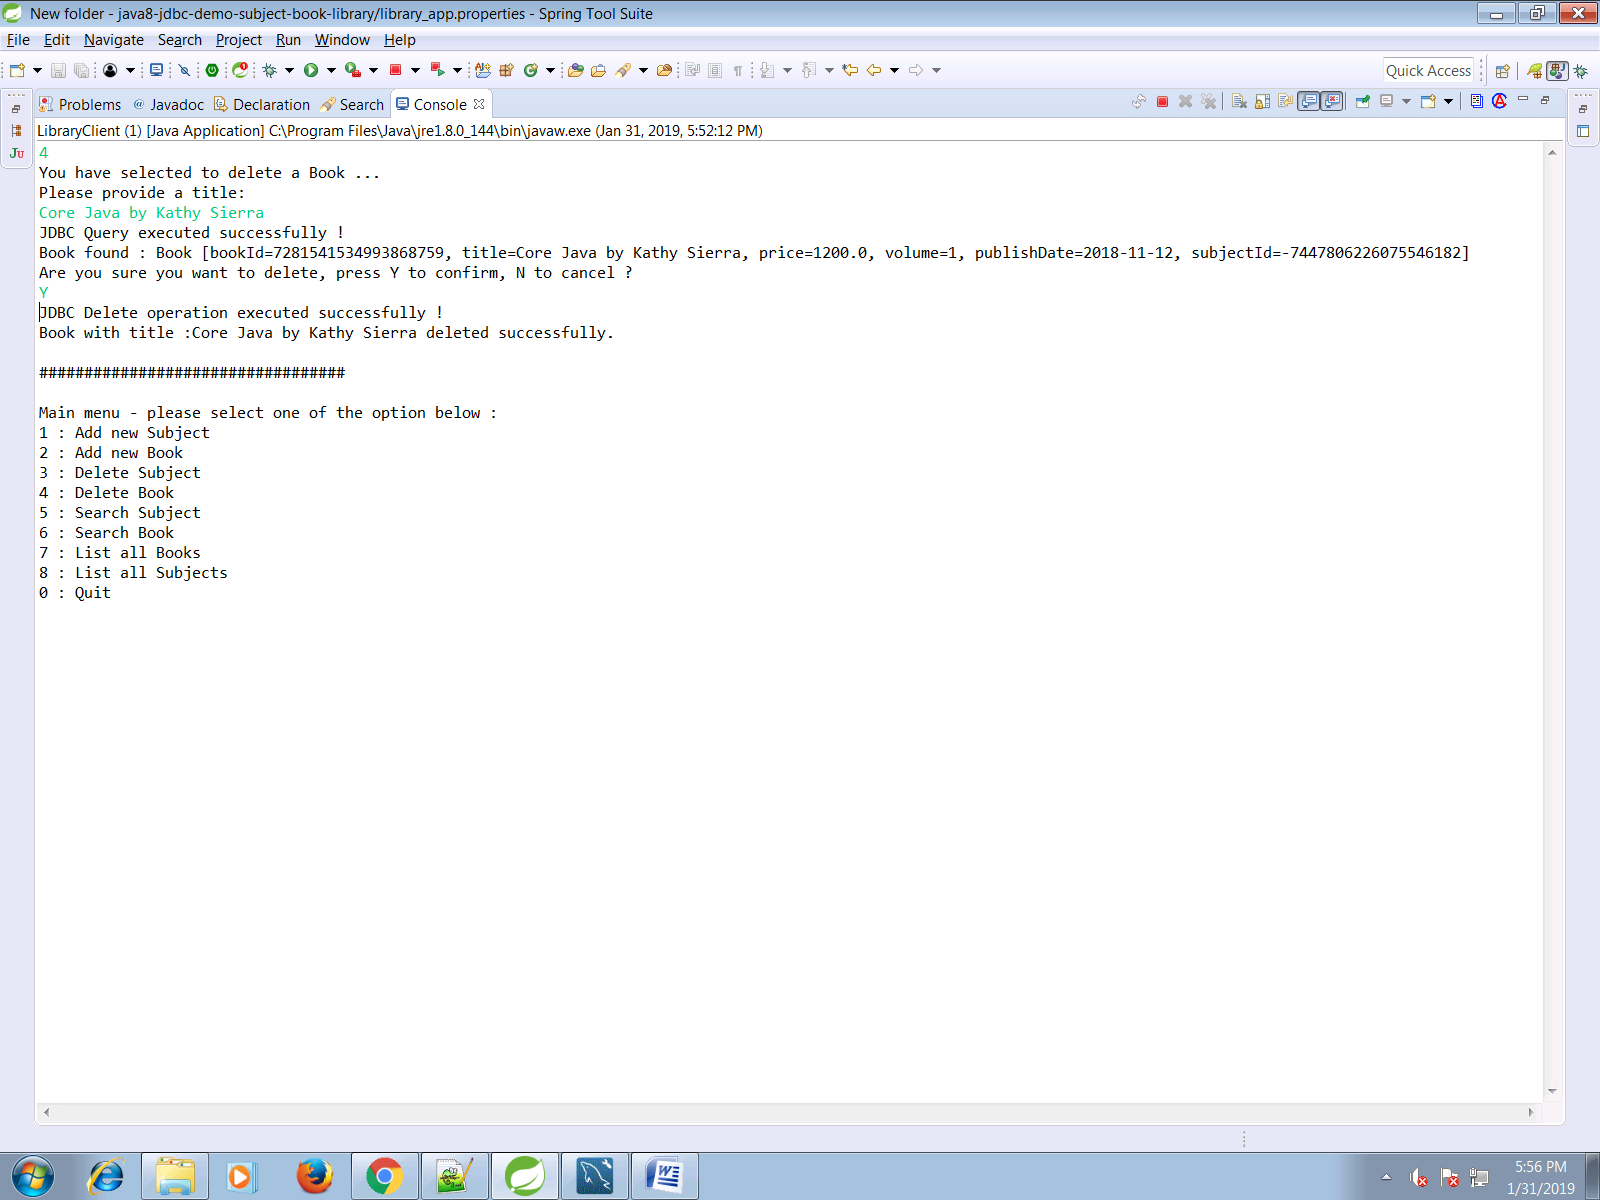 New folder - java8-jdbc-demo-subject-book-library/library_app.properties - Spring Tool Suite
File Edit Navigate Search Project Run Window Help
Quick Access
Problems @ Javadoc Declaration Search Console
LibraryClient (1) [Java Application] C:\Program Files\Java\jre1.8.0_144\bin\javaw.exe (Jan 31, 2019, 5:52:12 PM)
Ju
4
You have selected to delete a Book ...
Please provide a title:
Core Java by Kathy Sierra
JDBC Query executed successfully !
Book found : Book [bookId=7281541534993868759, title=Core Java by Kathy Sierra, price=1200.0, volume=1, publishDate=2018-11-12, subjectId=-7447806226075546182]
Are you sure you want to delete, press Y to confirm, N to cancel ?
Y
JDBC Delete operation executed successfully !
Book with title :Core Java by Kathy Sierra deleted successfully.
##################################
Main menu - please select one of the option below :
1 : Add new Subject
2 : Add new Book
3 : Delete Subject
4 : Delete Book
5 : Search Subject
6 : Search Book
7 : List all Books
8 : List all Subjects
0 : Quit
5:56 PM
1/31/2019